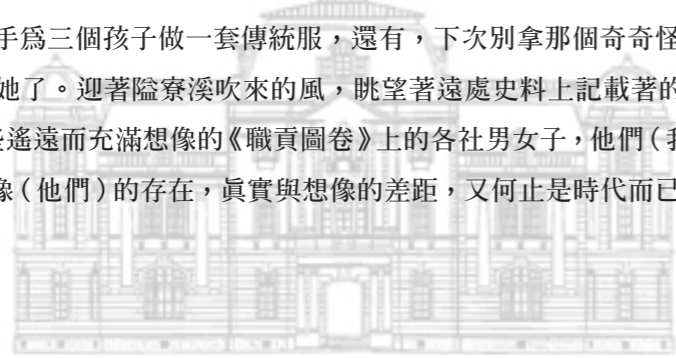 手為三個孩子做一套傳統服，還有，下次別拿那個奇奇怪
她了。迎著隘寮溪吹來的風，眺望著遠處史料上記載著的
遙遠而充滿想像的《職貢圖卷》上的各社男女子，他們（我
像（他們）的存在，眞實與想像的差距，又何止是時代而已